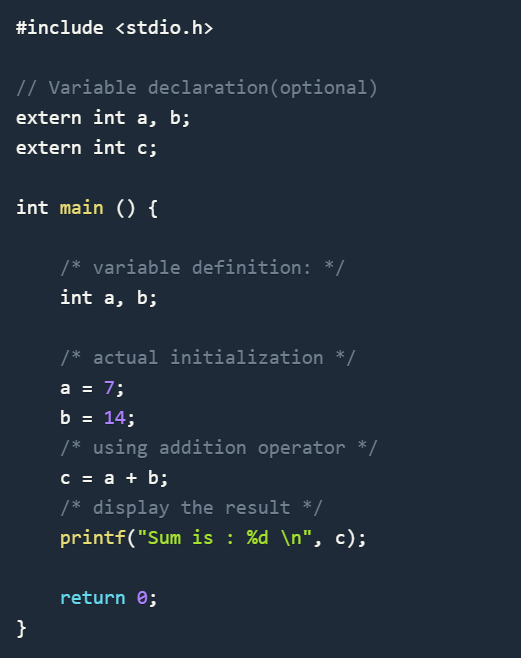 #include <stdio.h>
// Variable declaration(optional)
extern int a, b;
extern int c;
int main () {
/* variable definition: */
int a, b;
/* actual initialization */
a = 7;
b = 14;
/* using addition operator */
c = a + b;
/* display the result */
printf("Sum is : %d \n", c);
return 0;
}